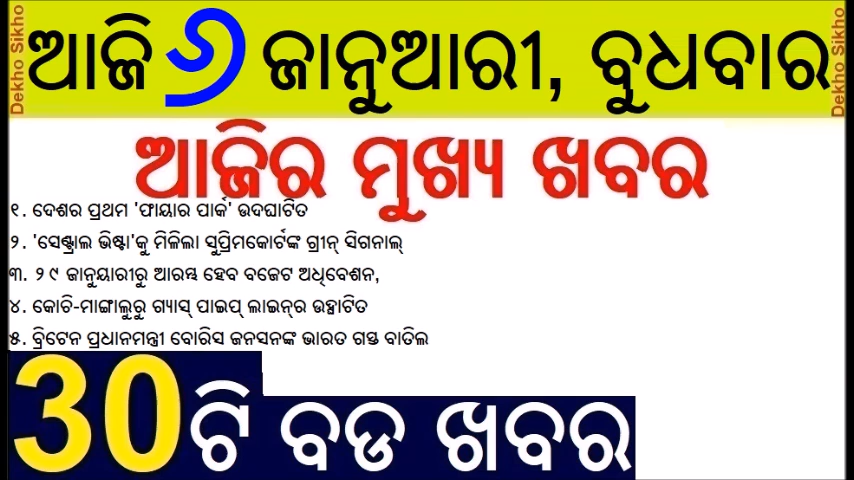 ଆଜି ୬ ଜାନୁଆରୀ, ବୁଧବାର
Dekho Sikho
Dekho Sikho
ଆଜିର ମୁଖ୍ୟ ଖବର
୧. ଦେଶର ପ୍ରଥମ 'ଫାୟାର ପାର୍କ' ଉଦଘାଟିତ
୨. 'ସେଣ୍ଟ୍ରାଲ ଭିଷ୍ଟା'କୁ ମିଳିଲା ସୁପ୍ରିମକୋର୍ଟଙ୍କ ଗ୍ରୀନ୍ ସିଗନାଲ୍
୩. ୨୯ ଜାନୁୟାରୀରୁ ଆରମ୍ଭ ହେବ ବଜେଟ ଅଧିବେଶନ,
୪. କୋଚି-ମାଙ୍ଗାଲୁରୁ ଗ୍ୟାସ୍ ପାଇପ୍ ଲାଇନ୍‌ର ଉଦ୍ଘାଟିତ
୫. ବ୍ରିଟେନ ପ୍ରଧାନମନ୍ତ୍ରୀ ବୋରିସ ଜନସନଙ୍କ ଭାରତ ଗସ୍ତ ବାତିଲ
30ଟି ବଡ ଖବର